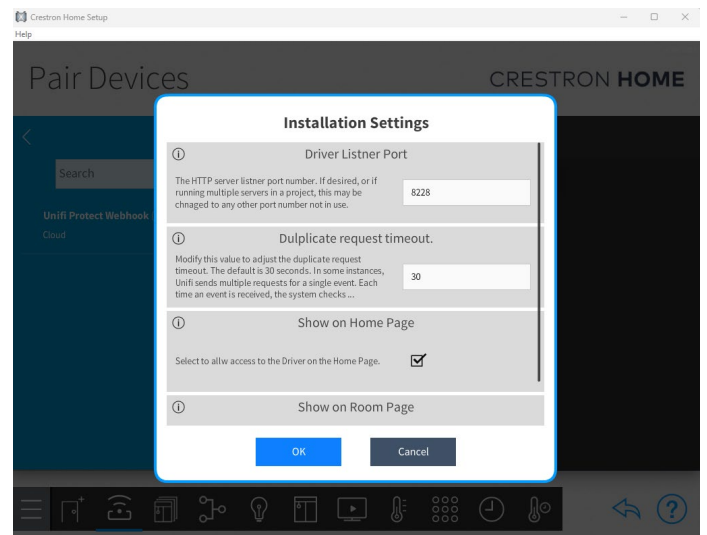 Crestron Home Setup
Help
Pair Devices
CRESTRON HOME
Search
Unifi Protect Webhook
Cloud
Installation Settings
Driver Listner Port
The HTTP server listner port number. If desired, or if
running multiple servers in a project, this may be
chnaged to any other port number not in use.
8228
Dulplicate request timeout.
Modify this value to adjust the duplicate request
timeout. The default is 30 seconds. In some instances,
Unifi sends multiple requests for a single event. Each
time an event is received, the system checks ...
30
Show on Home Page
Select to allw access to the Driver on the Home Page.
Show on Room Page
OK
Cancel